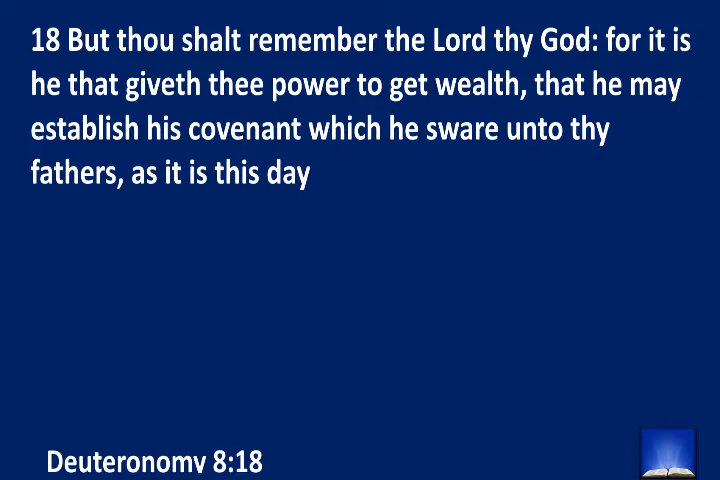 18 But thou shalt remember the Lord thy God: for it is
he that giveth thee power to get wealth, that he may
establish his covenant which he sware unto thy
fathers, as it is this day
Deuteronomy 8:18